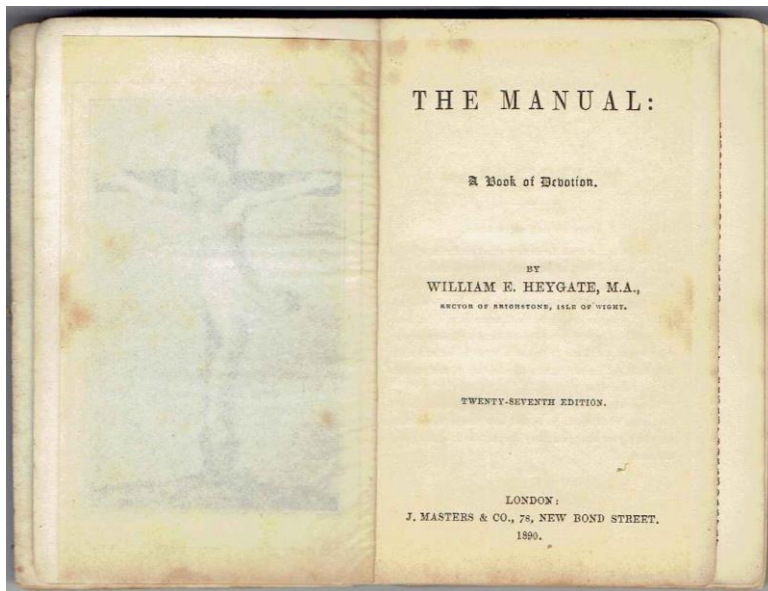 THE MANUAL:
A Book of Devotion.
BY
WILLIAM E. HEYGATE, M.A.,
RECTOR OF BRIGHSTONE, ISLE OF WIGHT.
TWENTY-SEVENTH EDITION.
LONDON:
J. MASTERS & CO., 78, NEW BOND STREET.
1890.